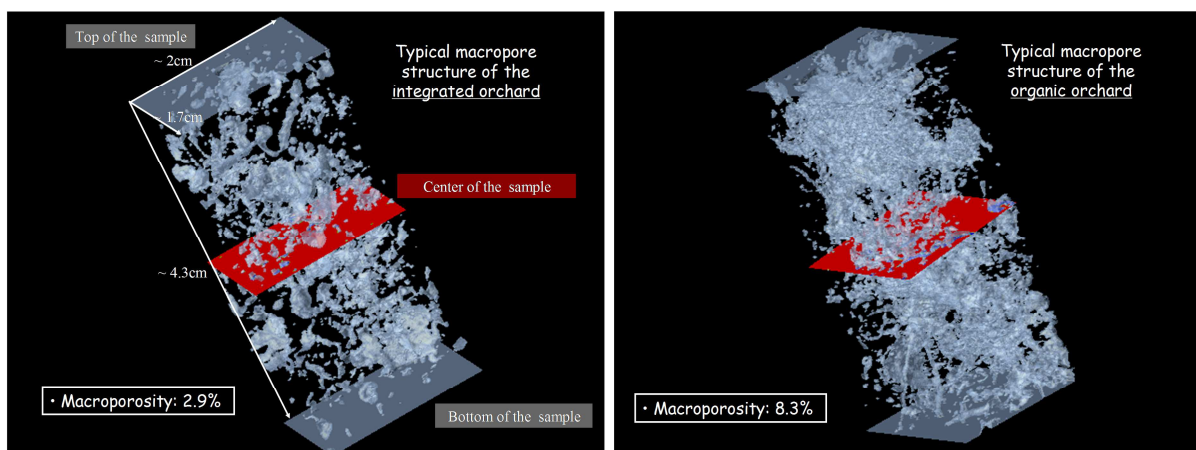 Top of the sample
~ 2cm
~ 1.7cm
Typical macropore
structure of the
integrated orchard
Center of the sample
~ 4.3cm
• Macroporosity: 2.9%
Bottom of the sample
Typical macropore
structure of the
organic orchard
• Macroporosity: 8.3%